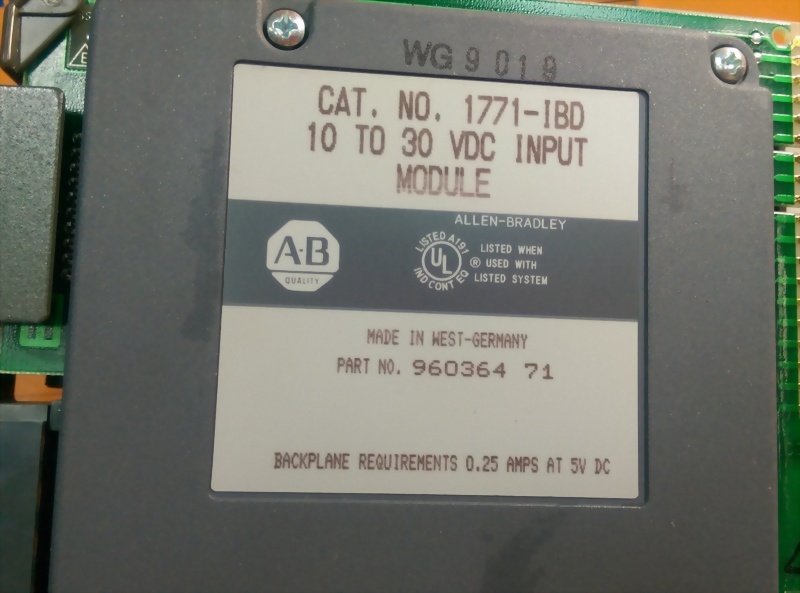 WG 9019
CAT. NO. 1771-IBD
10 TO 30 VDC INPUT
MODULE
ALLEN-BRADLEY
A·B
QUALITY
LISTED A191
UL
IND CONT EQ
®
LISTED WHEN
USED WITH
LISTED SYSTEM
MADE IN WEST-GERMANY
PART NO. 960364 71
BACKPLANE REQUIREMENTS 0.25 AMPS AT 5V DC